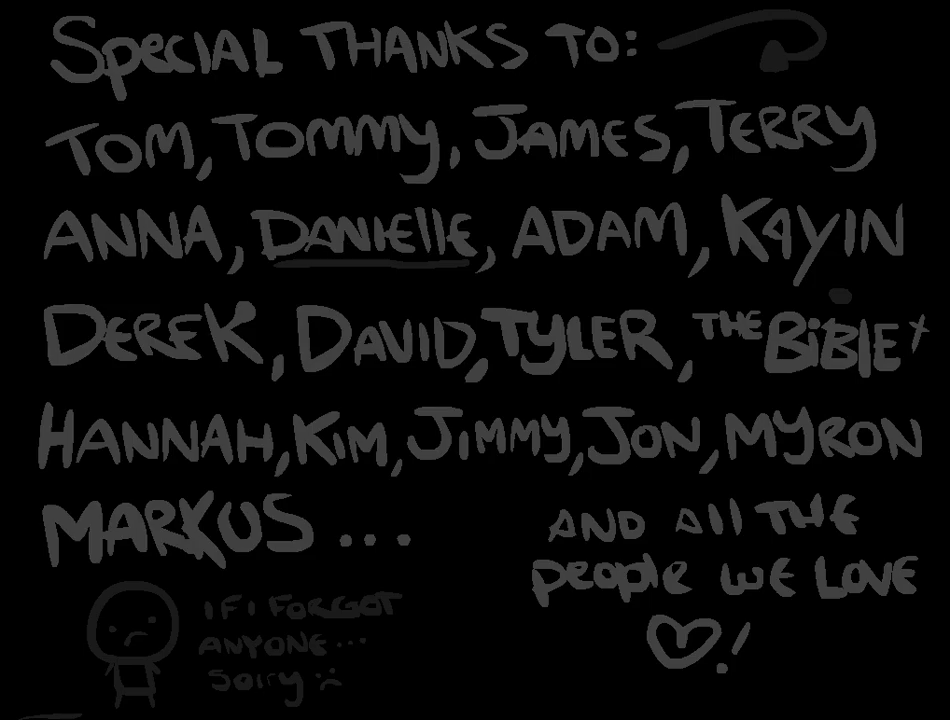 Special THANKS TO:
TOM, TOMMY, JAMES, TERRY
ANNA, DANIElle, ADAM, KAYIN
DEREK, DAVID, TYLER, THE BiBLE
HANNAH, KiM, JiMMY, JON, MYRON
MARKUS ...
AND All THE
people WE LOVE
♡!
IF I FORGOT
ANYONE...
Sorry :(